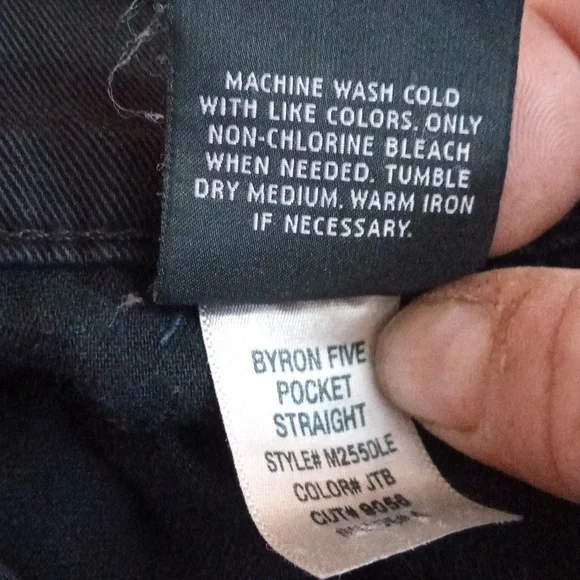 MACHINE WASH COLD
WITH LIKE COLORS. ONLY
NON-CHLORINE BLEACH
WHEN NEEDED. TUMBLE
DRY MEDIUM. WARM IRON
IF NECESSARY.
BYRON FIVE
POCKET
STRAIGHT
STYLE# M255DLE
COLOR# JTB
CUT# 9056